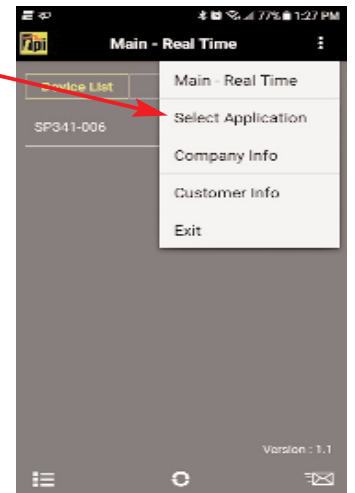 77% 1:27 PM
tpi Main - Real Time
Device List
Main - Real Time
SP341-006
Select Application
Company Info
Customer Info
Exit
Version : 1.1